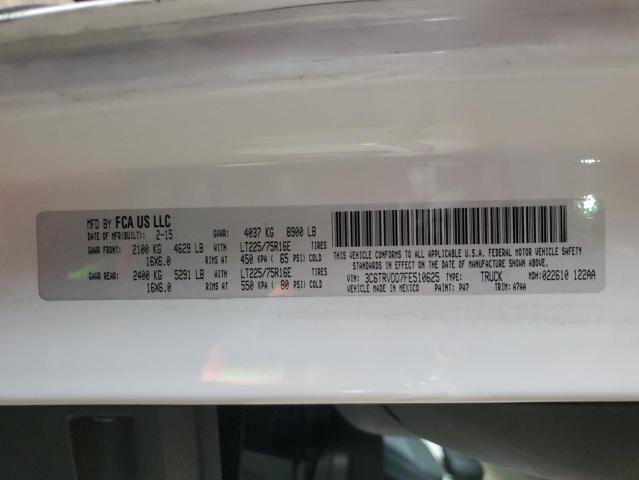 MFD BY FCA US LLC
DATE OF MFR(BUILT): 2-15 GVWR: 4037 KG 8900 LB
GAWR FRONT: 2100 KG 4629 LB WITH LT225/75R16E TIRES
16X6.0 RIMS AT 450 KPA( 65 PSI) COLD
GAWR REAR: 2400 KG 5291 LB WITH LT225/75R16E TIRES
16X6.0 RIMS AT 550 KPA( 80 PSI) COLD
THIS VEHICLE CONFORMS TO ALL APPLICABLE U.S.A. FEDERAL MOTOR VEHICLE SAFETY
STANDARDS IN EFFECT ON THE DATE OF MANUFACTURE SHOWN ABOVE.
VIN: 3C6TRVDD7FE510625 TYPE: TRUCK MDH: 022610 122AA
VEHICLE MADE IN MEXICO PAINT: PW7 TRIM: A7AA